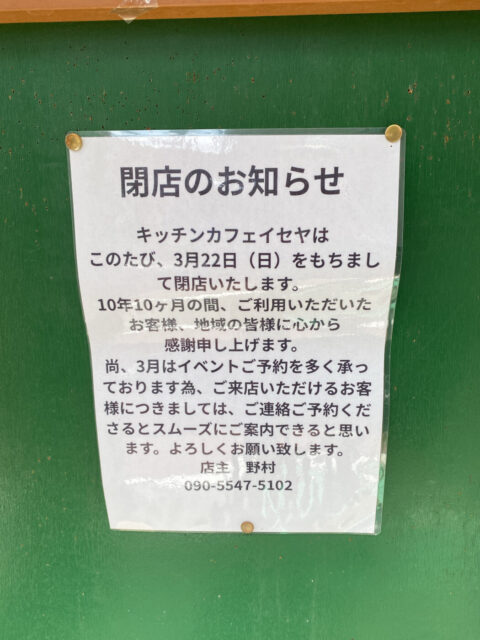 閉店のお知らせ
キッチンカフェイセヤは
このたび、3月22日（日）をもちまし
て閉店いたします。
10年10ヶ月の間、ご利用いただいた
お客様、地域の皆様に心から
感謝申し上げます。
尚、3月はイベントご予約を多く承っ
ております為、ご来店いただけるお客
様につきましては、ご連絡ご予約くだ
さるとスムーズにご案内できると思い
ます。よろしくお願い致します。
店主　野村
090-5547-5102